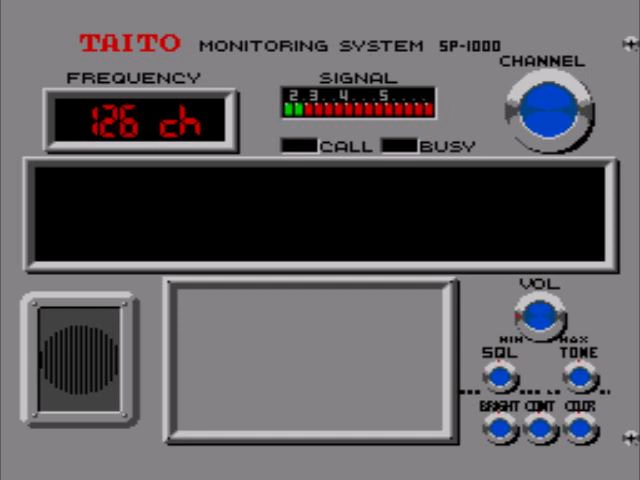 TAITO MONITORING SYSTEM SP-1000
CHANNEL
FREQUENCY
SIGNAL
2.3..4...5....
126 ch
CALL
BUSY
VOL
MIN MAX
SQL TONE
BRIGHT CONT COLOR